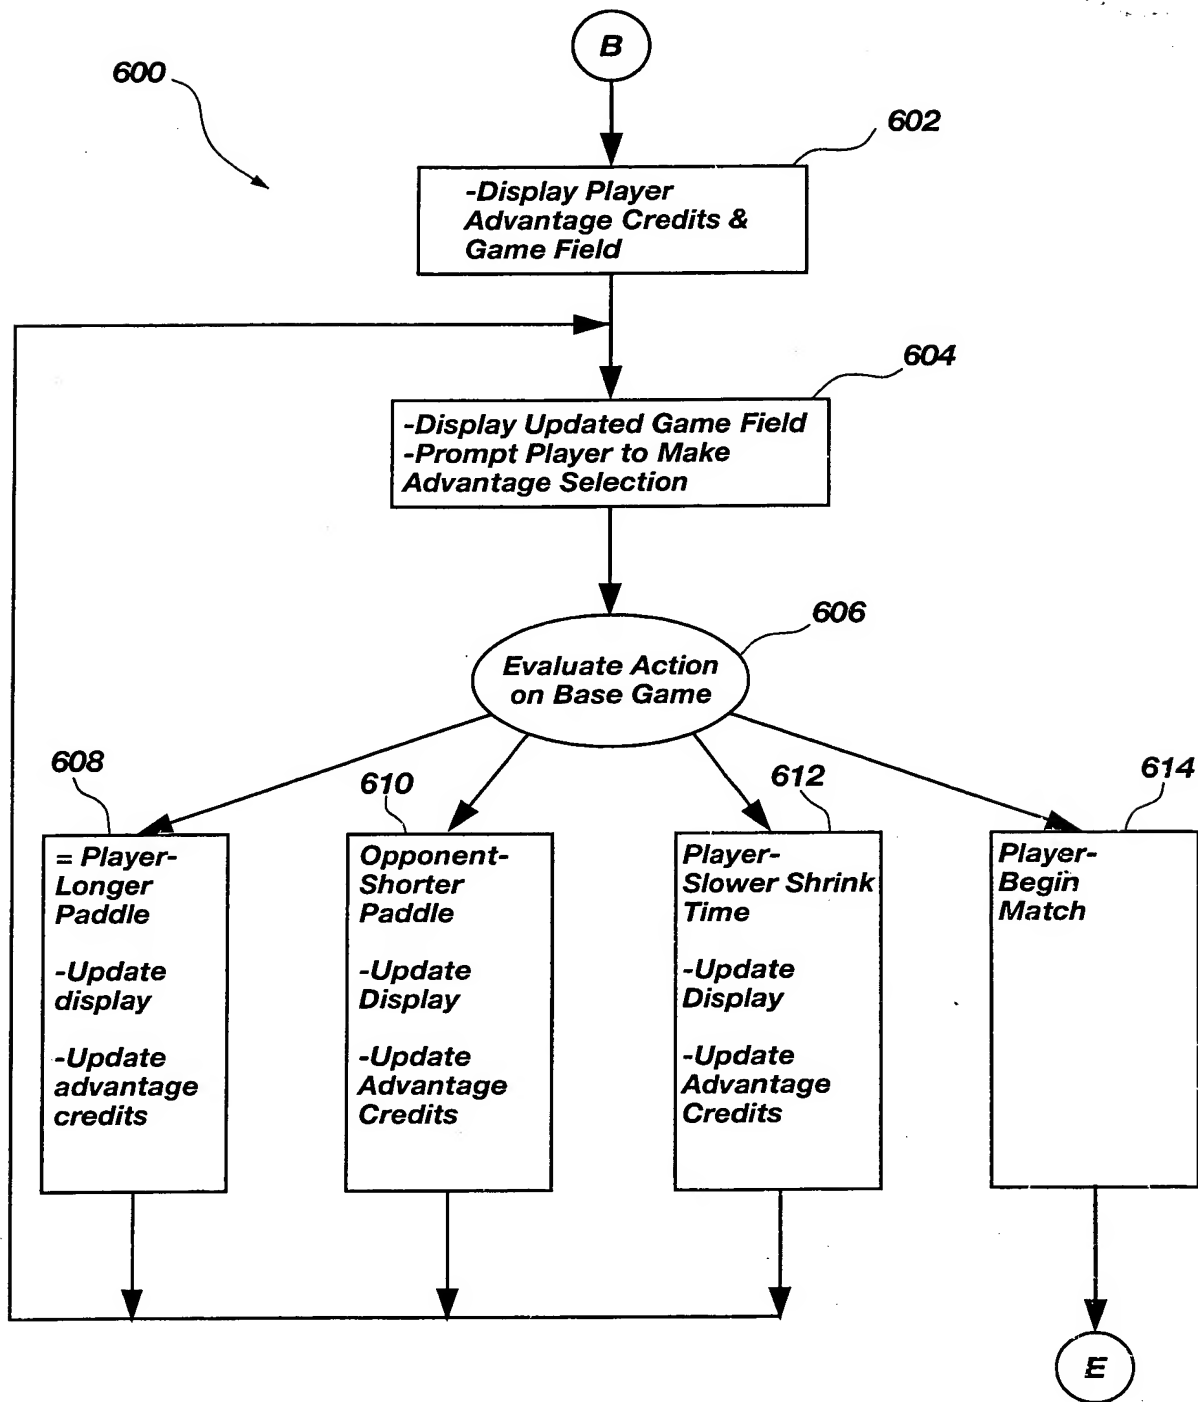 B
600
602
-Display Player
Advantage Credits &
Game Field
604
-Display Updated Game Field
-Prompt Player to Make
Advantage Selection
606
Evaluate Action
on Base Game
608
= Player-
Longer
Paddle
-Update
display
-Update
advantage
credits
610
Opponent-
Shorter
Paddle
-Update
Display
-Update
Advantage
Credits
612
Player-
Slower Shrink
Time
-Update
Display
-Update
Advantage
Credits
614
Player-
Begin
Match
E